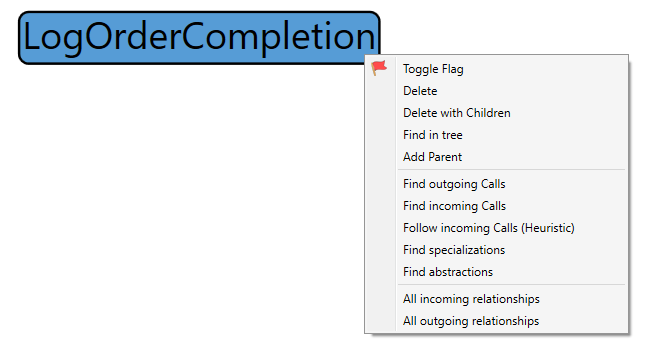 LogOrderCompletion
Toggle Flag
Delete
Delete with Children
Find in tree
Add Parent
Find outgoing Calls
Find incoming Calls
Follow incoming Calls (Heuristic)
Find specializations
Find abstractions
All incoming relationships
All outgoing relationships